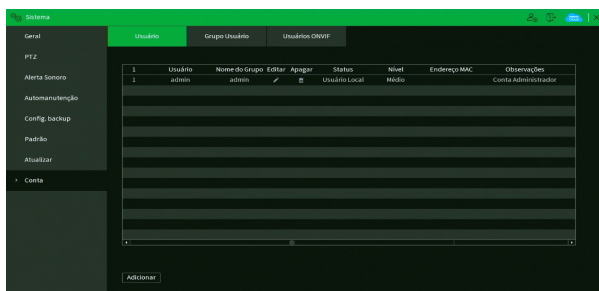 Sistema
Geral
Usuário Grupo Usuário Usuários ONVIF
PTZ
Alerta Sonoro
Automanutenção
Config. backup
Padrão
Atualizar
Conta
1 Usuário Nome do Grupo Editar Apagar Status Nível Endereço MAC Observações
1 admin admin Usuário Local Médio Conta Administrador
Adicionar